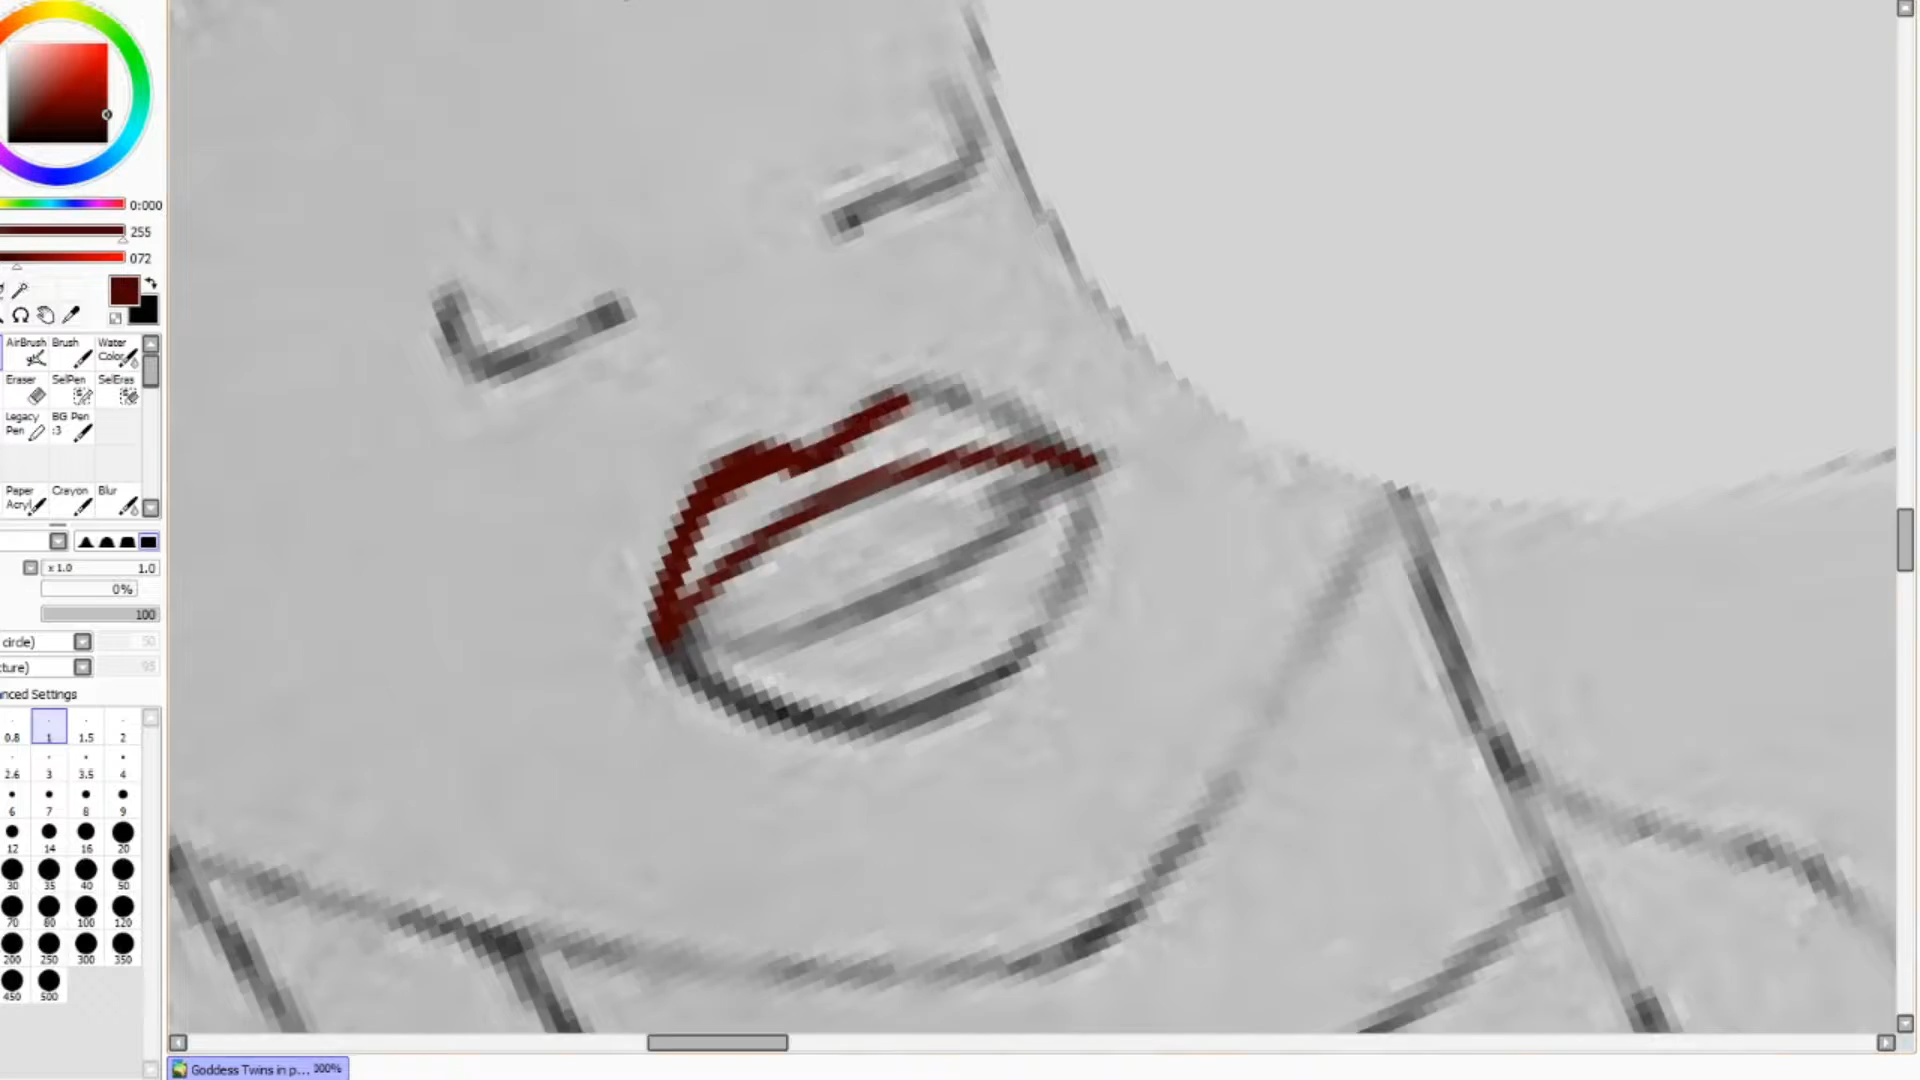 0:000
255
072
AirBrush Brush Water Color
Eraser SelPen SelEras
Legacy Pen BG Pen :3
Paper Acryl Crayon Blur
x 1.0 1.0
0%
100
circle) 50
ture) 95
nced Settings
0.8 1 1.5 2
2.6 3 3.5 4
6 7 8 9
12 14 16 20
30 35 40 50
70 80 100 120
200 250 300 350
450 500
Goddess Twins in p... 300%